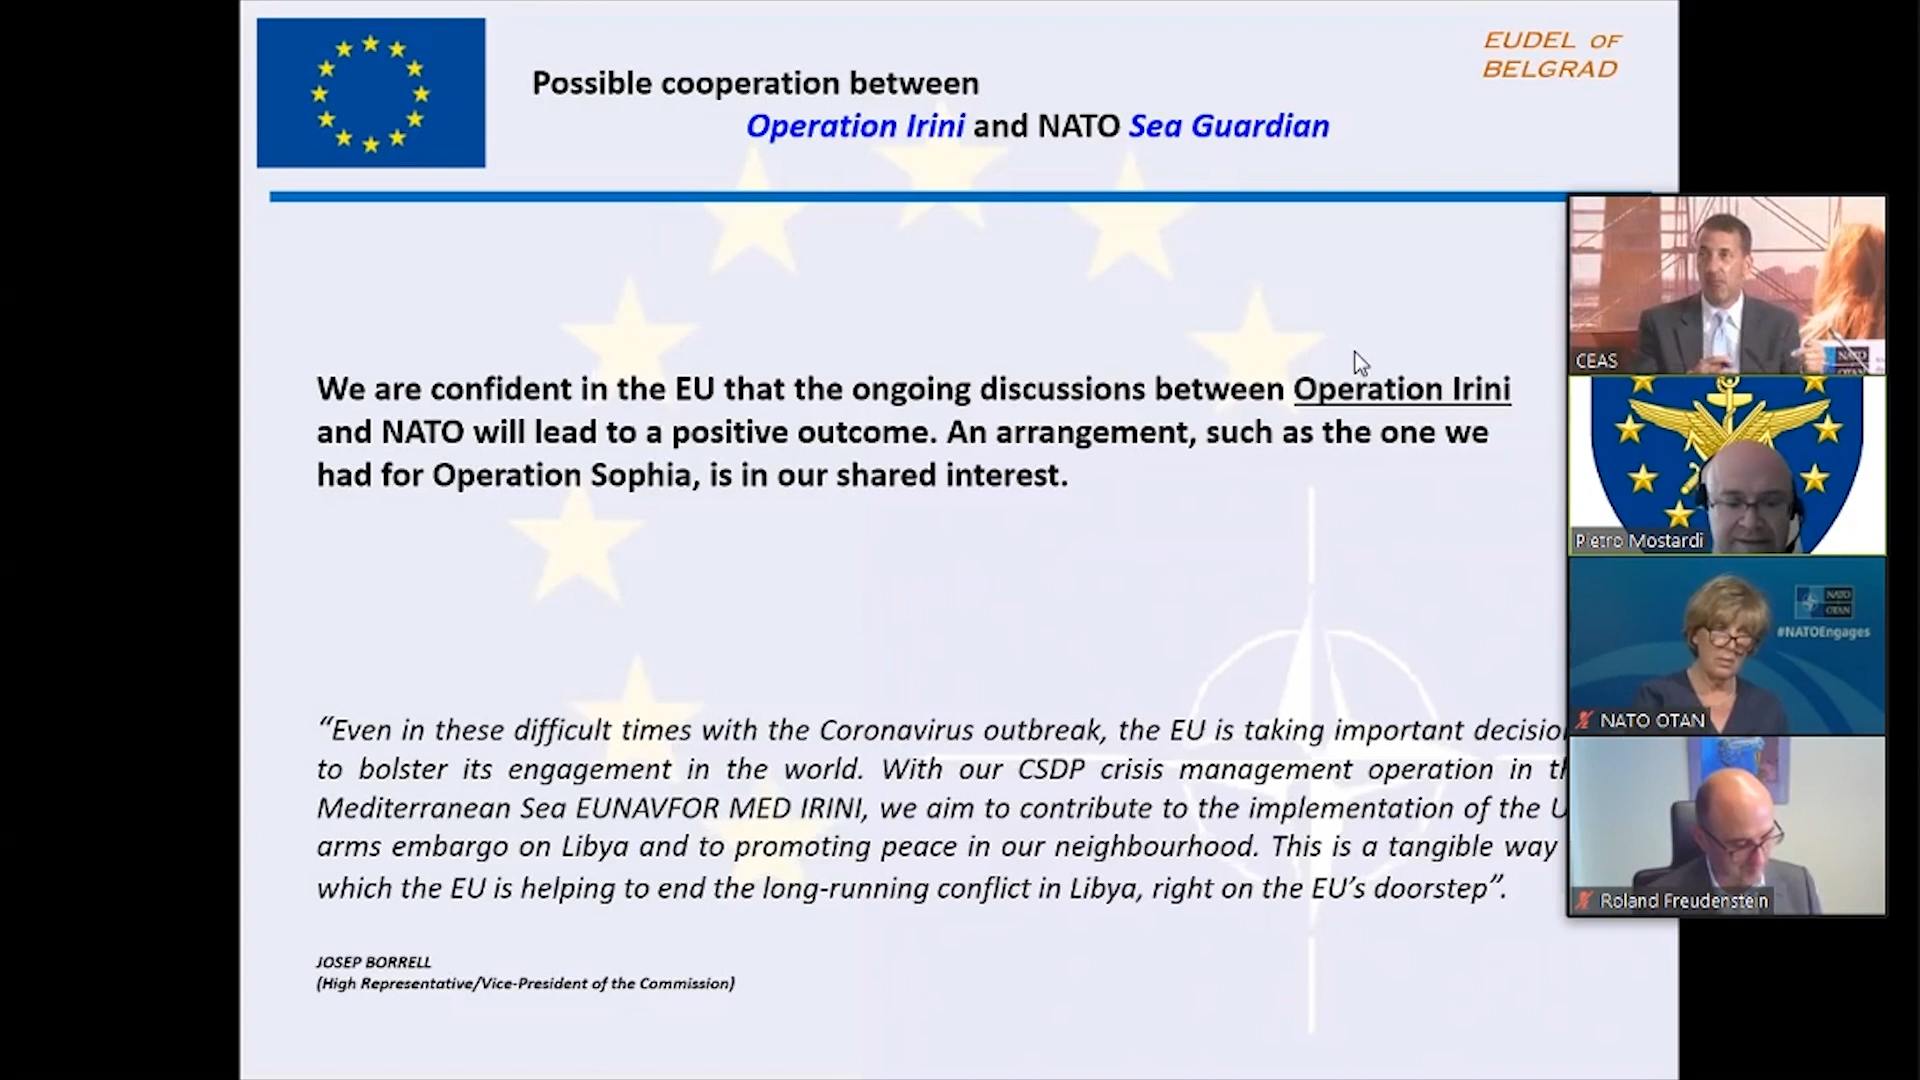 EUDEL OF
BELGRAD
Possible cooperation between
Operation Irini and NATO Sea Guardian
We are confident in the EU that the ongoing discussions between Operation Irini
and NATO will lead to a positive outcome. An arrangement, such as the one we
had for Operation Sophia, is in our shared interest.
“Even in these difficult times with the Coronavirus outbreak, the EU is taking important
to bolster its engagement in the world. With our CSDP crisis management operation in
Mediterranean Sea EUNAVFOR MED IRINI, we aim to contribute to the implementation of the
arms embargo on Libya and to promoting peace in our neighbourhood. This is a tangible way
which the EU is helping to end the long-running conflict in Libya, right on the EU’s doorstep”.
JOSEP BORRELL
(High Representative/Vice-President of the Commission)
CEAS
NATO
OTAN
Pietro Mostardi
NATO
OTAN
#NATOEngages
NATO OTAN
Roland Freudenstein